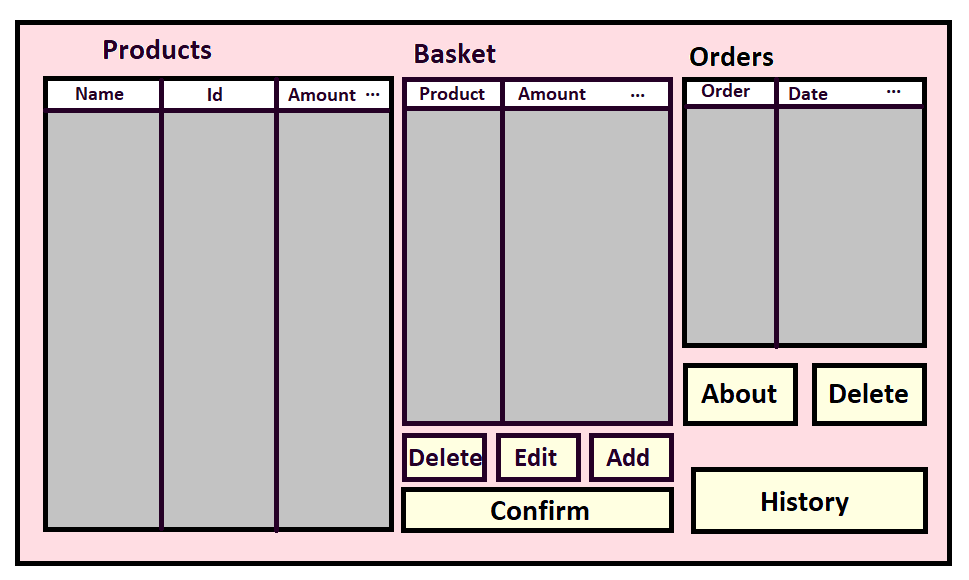 Products
Basket
Orders
Name Id Amount ...
Product Amount ...
Order Date ...
About Delete
Delete Edit Add
Confirm
History